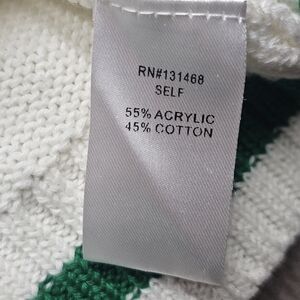 RN#131468
SELF
55% ACRYLIC
45% COTTON